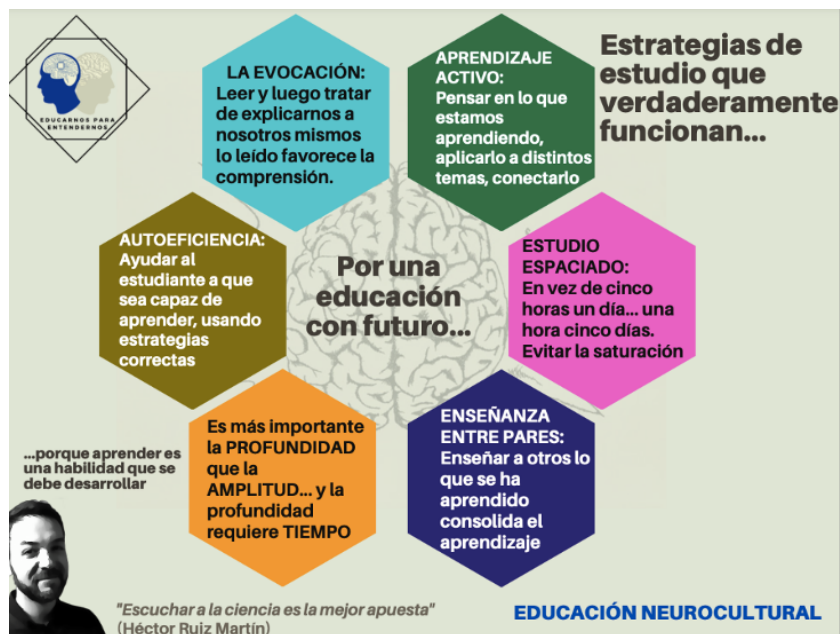 EDUCARNOS PARA
ENTENDERNOS
Estrategias de
estudio que
verdaderamente
funcionan...
LA EVOCACIÓN:
Leer y luego tratar
de explicarnos a
nosotros mismos
lo leído favorece la
comprensión.
APRENDIZAJE
ACTIVO:
Pensar en lo que
estamos
aprendiendo,
aplicarlo a distintos
temas, conectarlo
AUTOEFICIENCIA:
Ayudar al
estudiante a que
sea capaz de
aprender, usando
estrategias
correctas
Por una
educación
con futuro...
ESTUDIO
ESPACIADO:
En vez de cinco
horas un día... una
hora cinco días.
Evitar la saturación
Es más importante
la PROFUNDIDAD
que la
AMPLITUD... y la
profundidad
requiere TIEMPO
ENSEÑANZA
ENTRE PARES:
Enseñar a otros lo
que se ha
aprendido
consolida el
aprendizaje
...porque aprender es
una habilidad que se
debe desarrollar
"Escuchar a la ciencia es la mejor apuesta"
(Héctor Ruiz Martín)
EDUCACIÓN NEUROCULTURAL